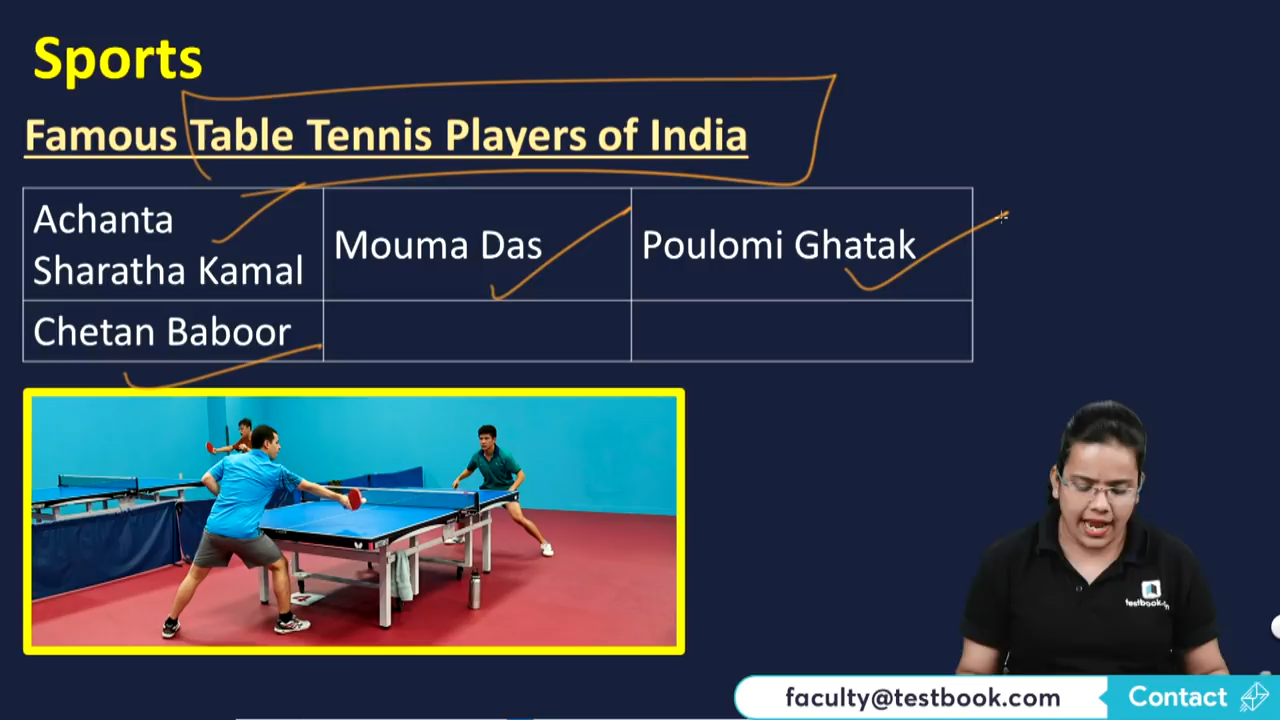 Sports
Famous Table Tennis Players of India
Achanta
Sharatha Kamal
Mouma Das
Poulomi Ghatak
Chetan Baboor
testbook
faculty@testbook.com
Contact